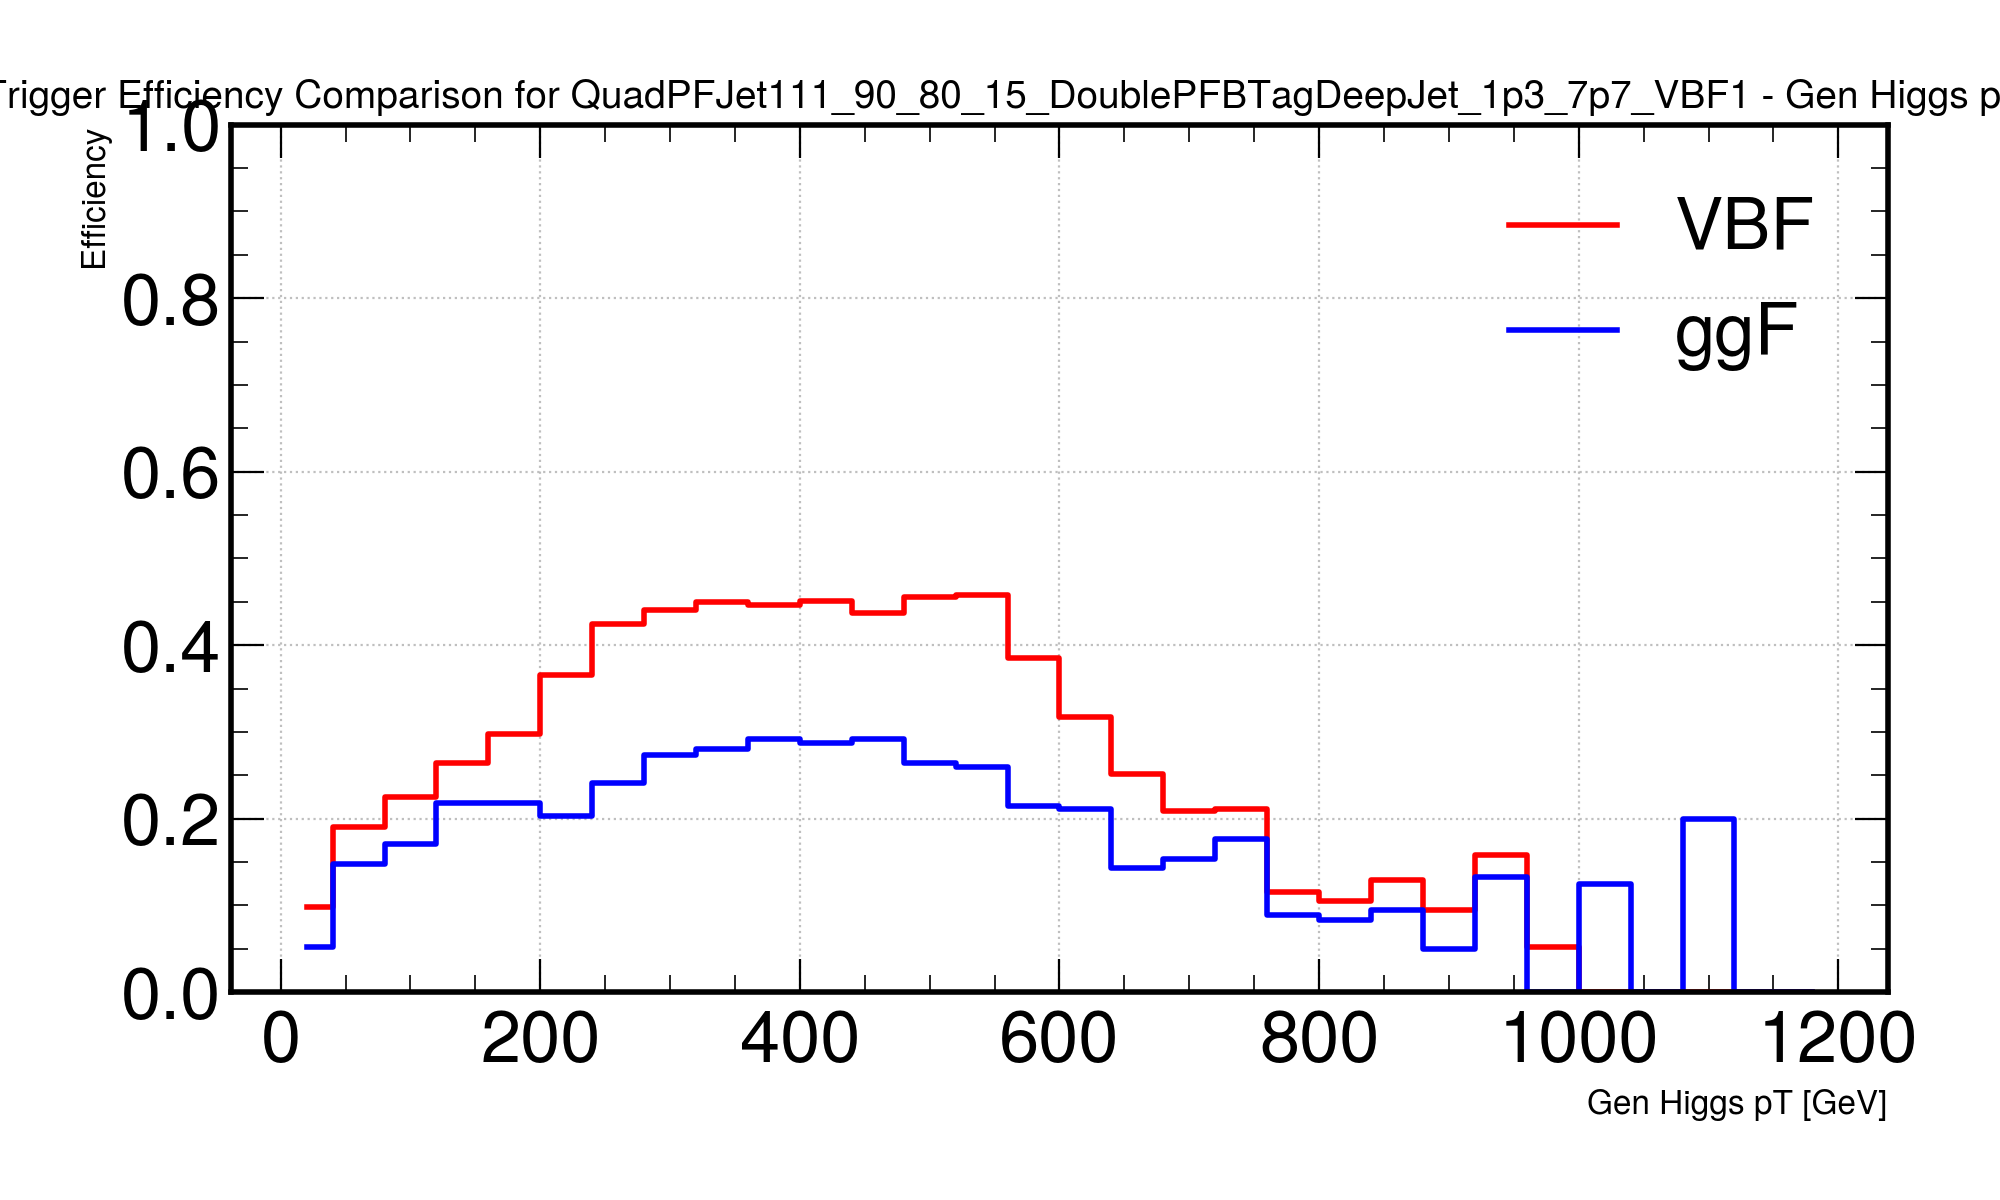 Trigger Efficiency Comparison for QuadPFJet111_90_80_15_DoublePFBTagDeepJet_1p3_7p7_VBF1 - Gen Higgs p
Efficiency
1.0
0.8
0.6
0.4
0.2
0.0
VBF
ggF
0 200 400 600 800 1000 1200
Gen Higgs pT [GeV]